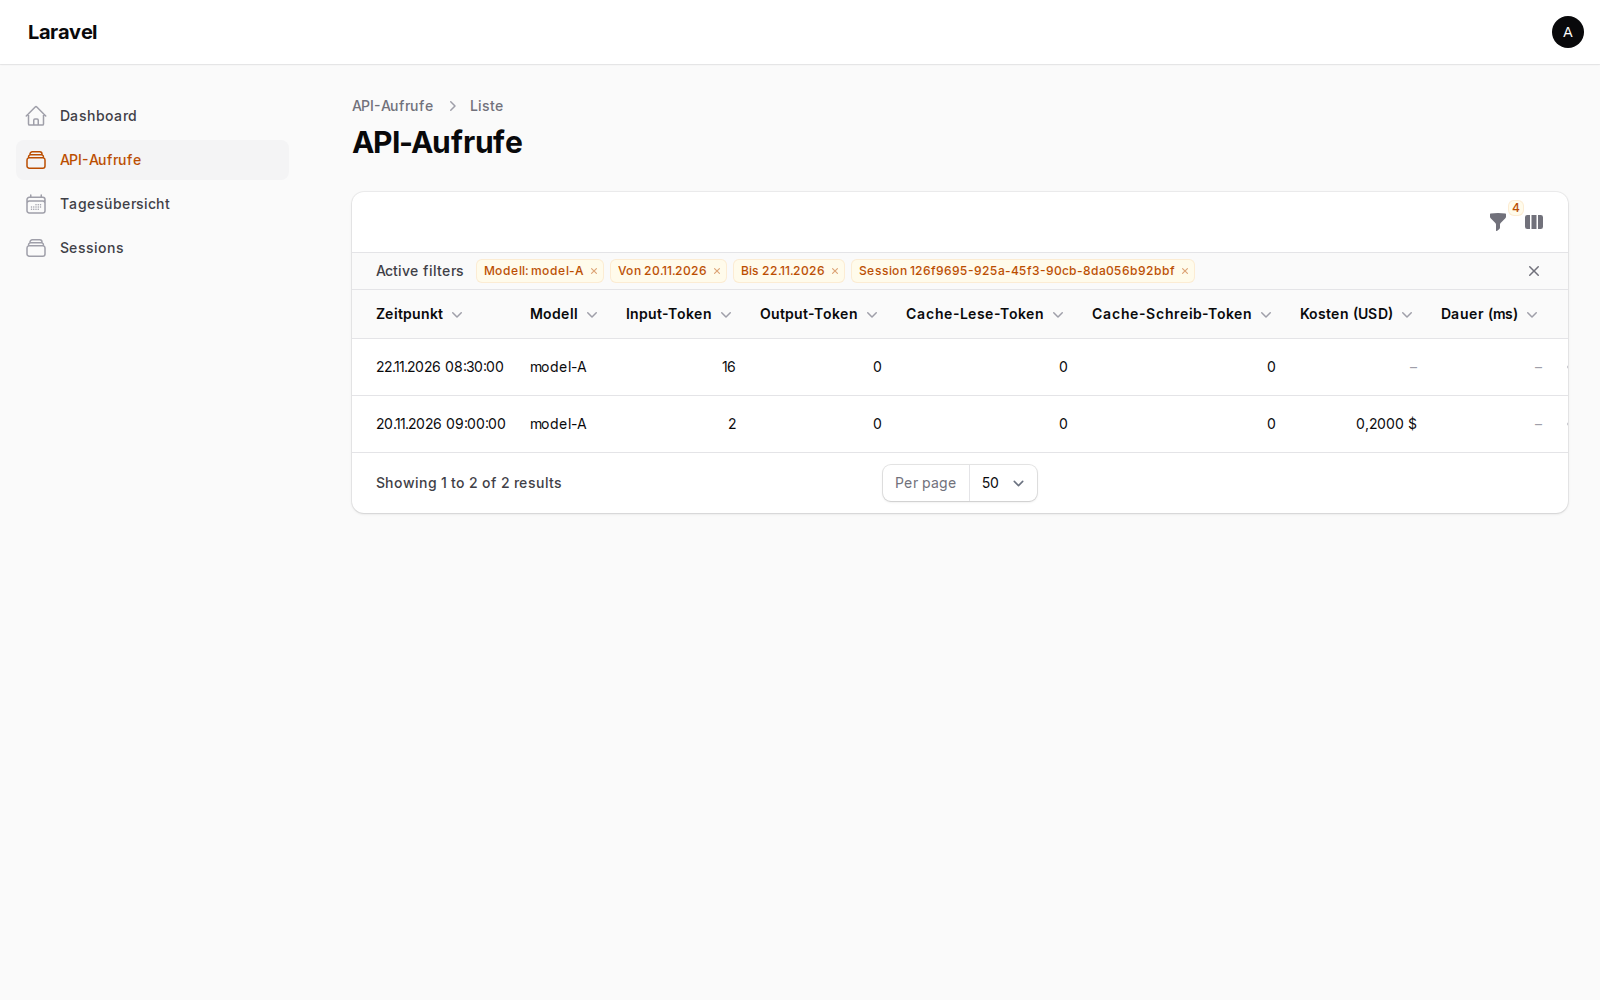 Laravel
A
Dashboard
API-Aufrufe
Tagesübersicht
Sessions
API-Aufrufe
Liste
API-Aufrufe
4
Active filters Modell: model-A × Von 20.11.2026 × Bis 22.11.2026 × Session 126f9695-925a-45f3-90cb-8da056b92bbf ×
Zeitpunkt Modell Input-Token Output-Token Cache-Lese-Token Cache-Schreib-Token Kosten (USD) Dauer (ms)
22.11.2026 08:30:00 model-A 16 0 0 0 – –
20.11.2026 09:00:00 model-A 2 0 0 0 0,2000 $ –
Showing 1 to 2 of 2 results Per page 50